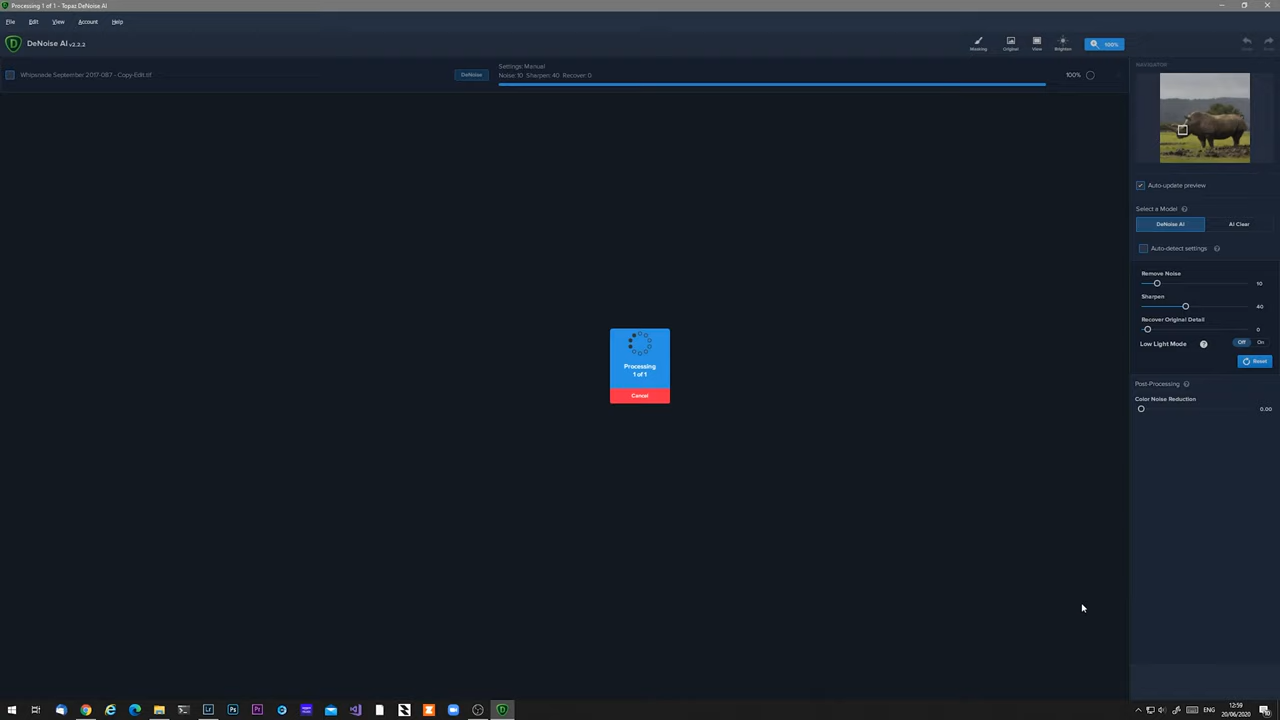 Processing 1 of 1 - Topaz DeNoise AI
File Edit View Account Help
DeNoise AI v2.2.2
Masking Original View Brighten 100%
Whipsnade September 2017-087 - Copy-Edit.tif
DeNoise
Settings: Manual
Noise: 10 Sharpen: 40 Recover: 0
100%
NAVIGATOR
Auto-update preview
Select a Model
DeNoise AI AI Clear
Auto-detect settings
Remove Noise
10
Sharpen
40
Recover Original Detail
0
Low Light Mode Off On
Reset
Post-Processing
Color Noise Reduction
0.00
Processing
1 of 1
Cancel
ENG
12:59
20/06/2020